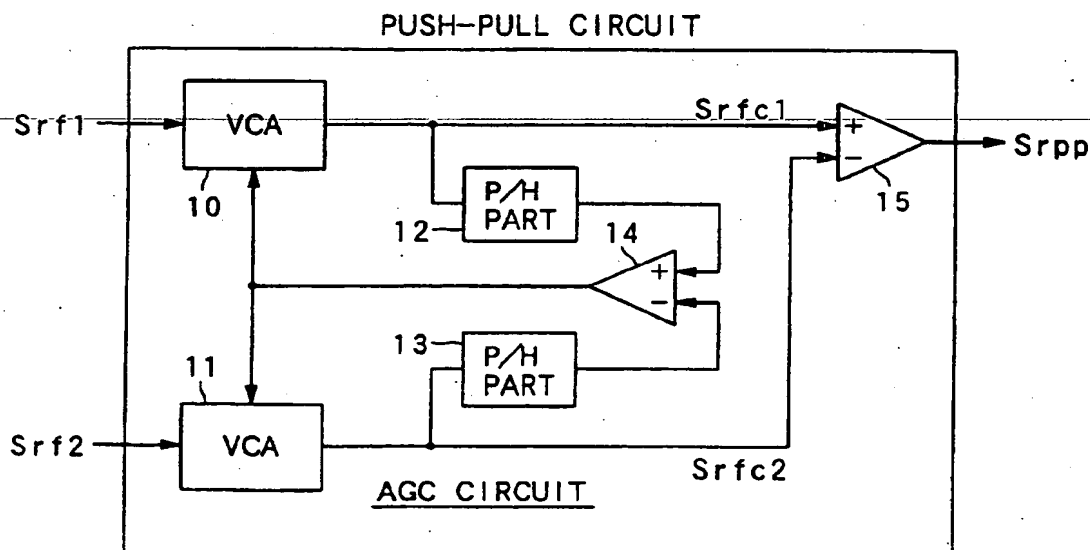 PUSH-PULL CIRCUIT
Srf1
VCA
10
Srfc1
+
−
15
Srpp
P/H
PART
12
14
+
−
13
P/H
PART
11
Srf2
VCA
Srfc2
AGC CIRCUIT